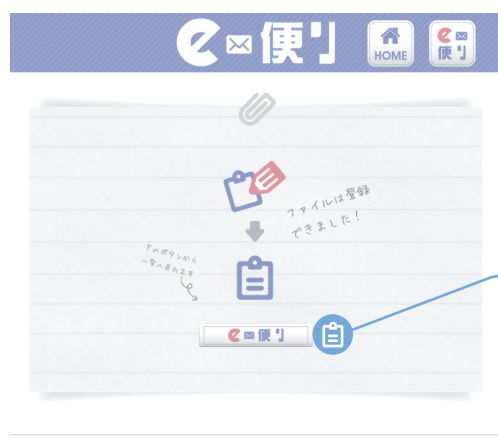 e便り
HOME
e便り
ファイルは登録
できました！
下のボタンから
一覧へ戻れます
e便り